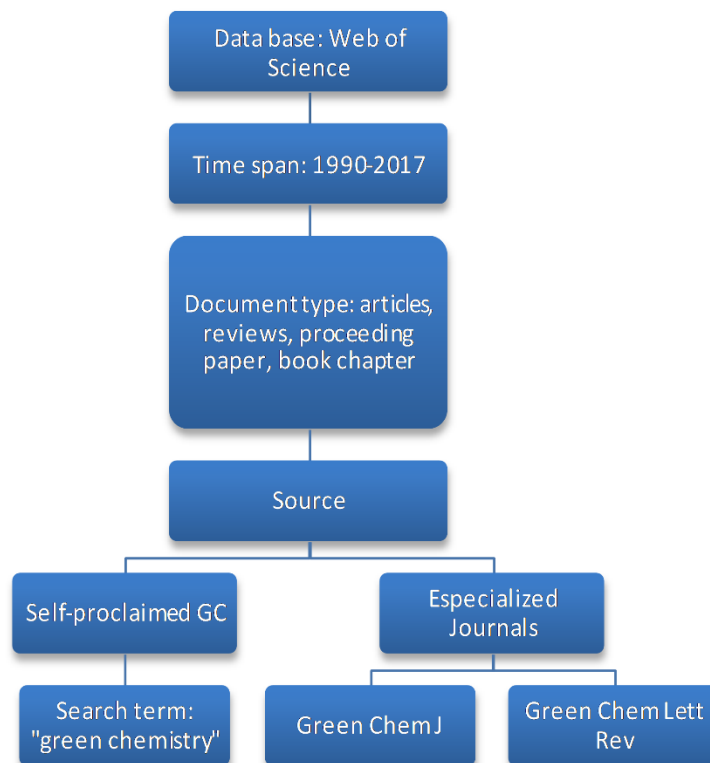 Data base: Web of
Science
Time span: 1990-2017
Document type: articles,
reviews, proceeding
paper, book chapter
Source
Self-proclaimed GC
Especialized
Journals
Search term:
"green chemistry"
Green Chem J
Green Chem Lett
Rev